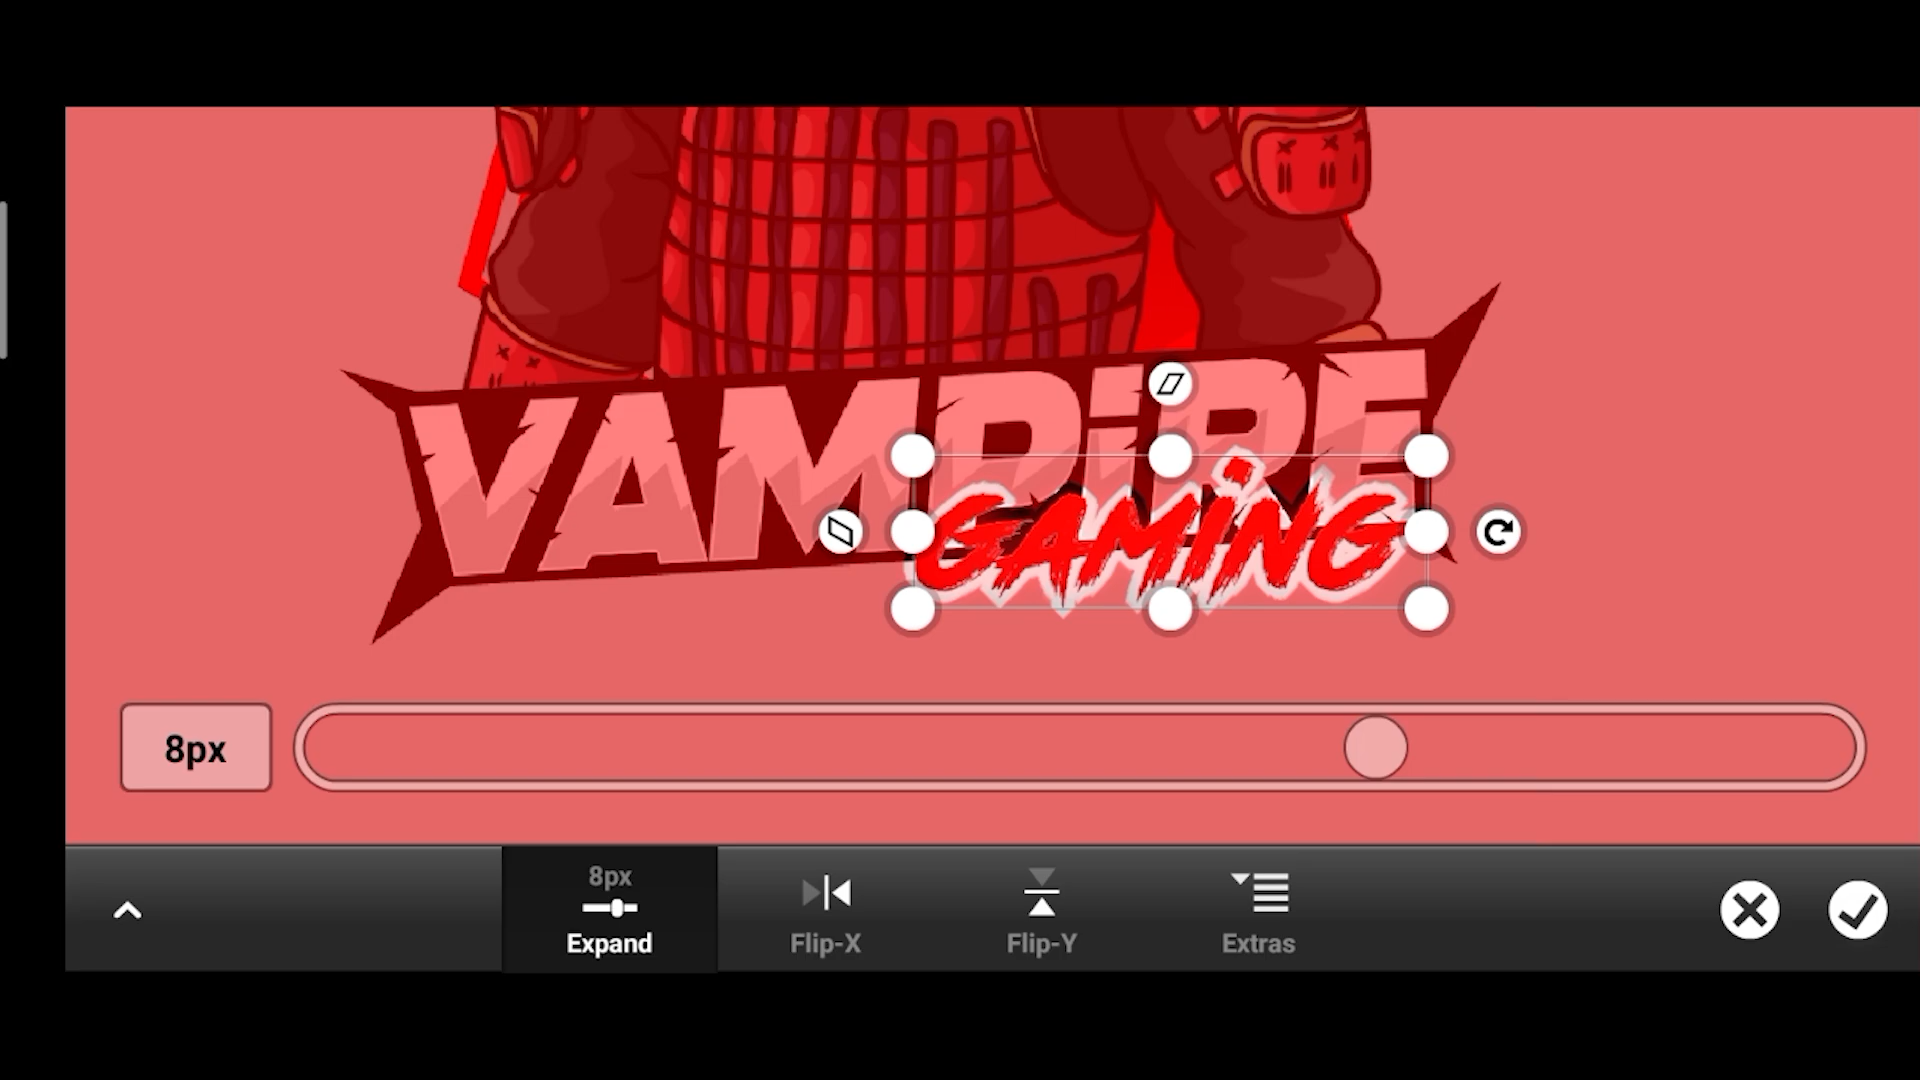 VAMPiRE
GAMiNG
8px
8px
Expand
Flip-X
Flip-Y
Extras